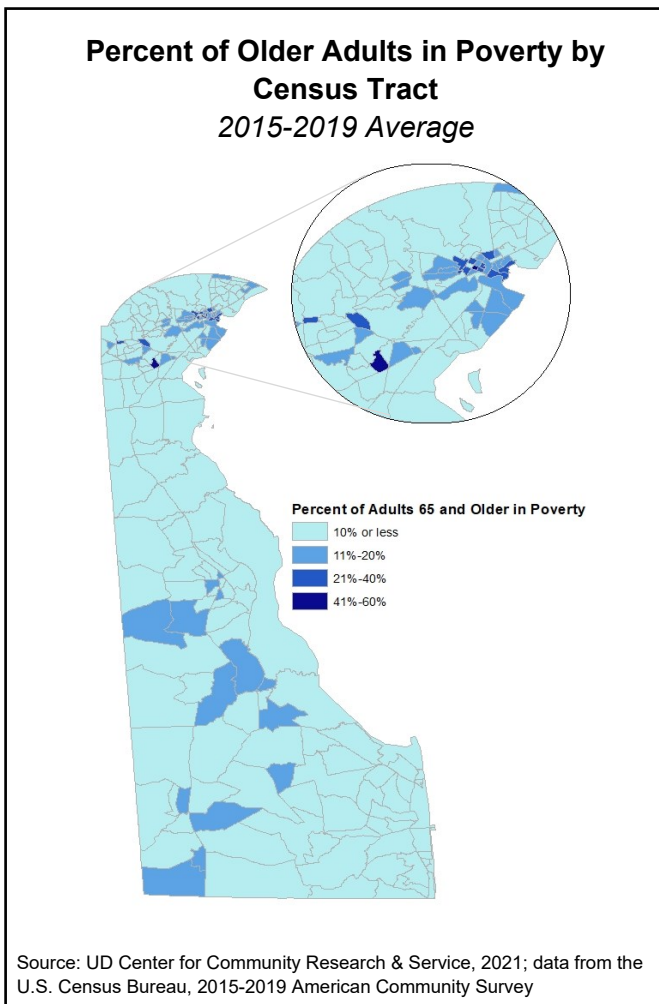 Percent of Older Adults in Poverty by
Census Tract
2015-2019 Average
Percent of Adults 65 and Older in Poverty
10% or less
11%-20%
21%-40%
41%-60%
Source: UD Center for Community Research & Service, 2021; data from the
U.S. Census Bureau, 2015-2019 American Community Survey